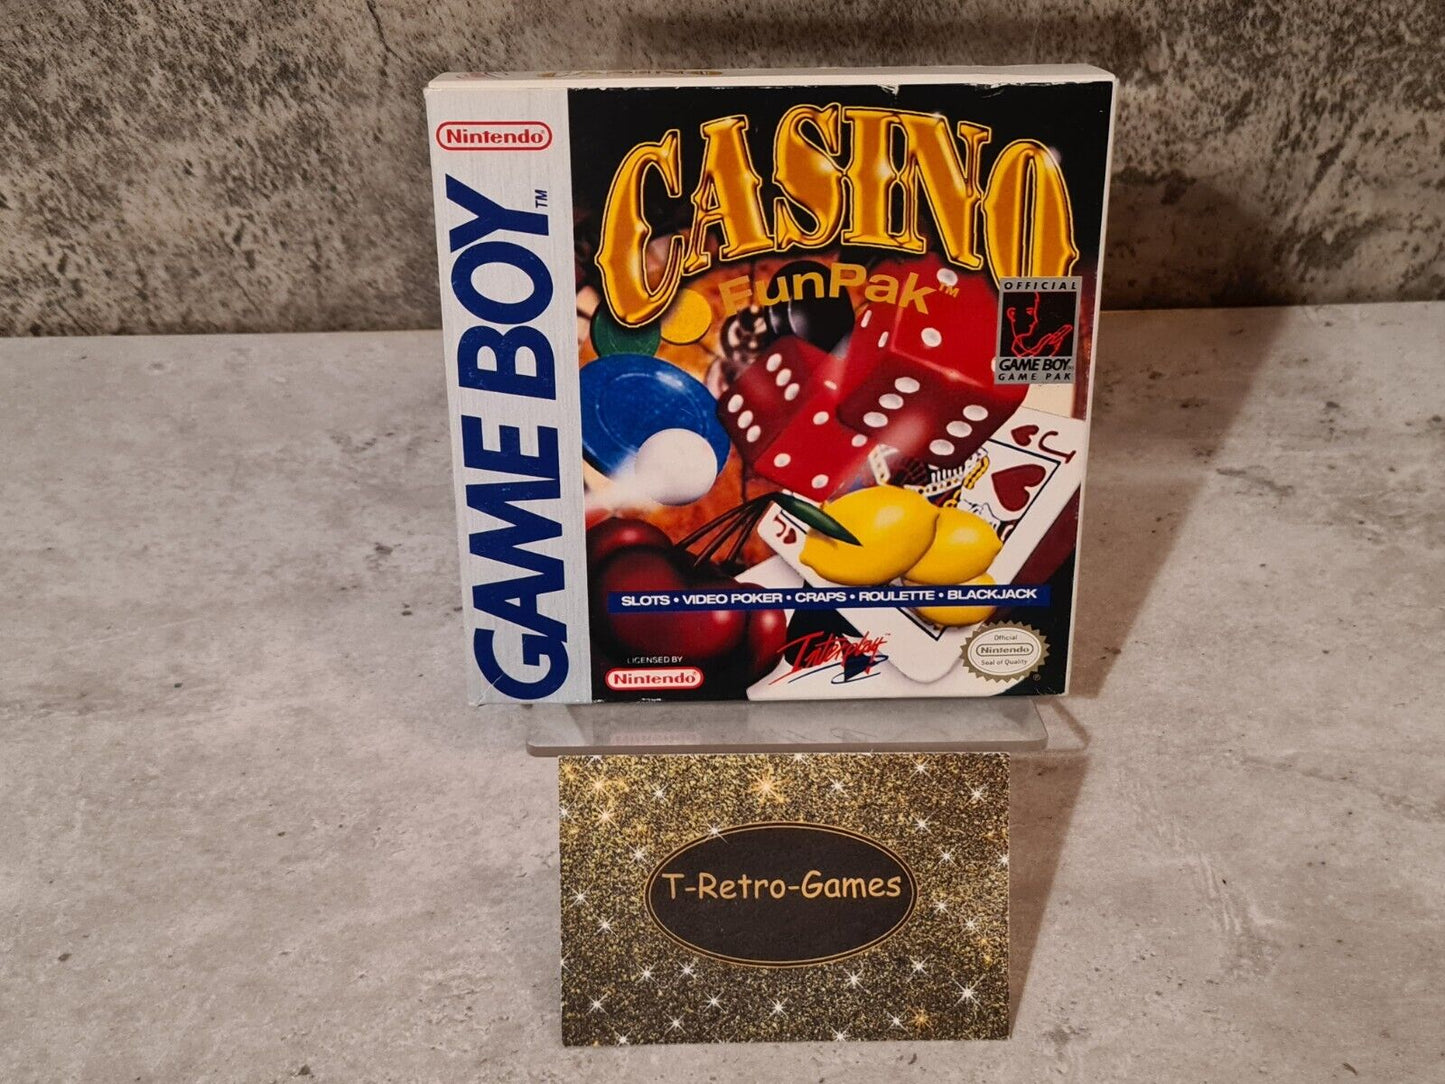 Nintendo®
GAME BOY™
CASINO
FunPak™
OFFICIAL
GAME BOY®
GAME PAK
J
J
SLOTS • VIDEO POKER • CRAPS • ROULETTE • BLACKJACK
Interplay™
LICENSED BY
Nintendo®
Official
Nintendo
Seal of Quality
®
T-Retro-Games